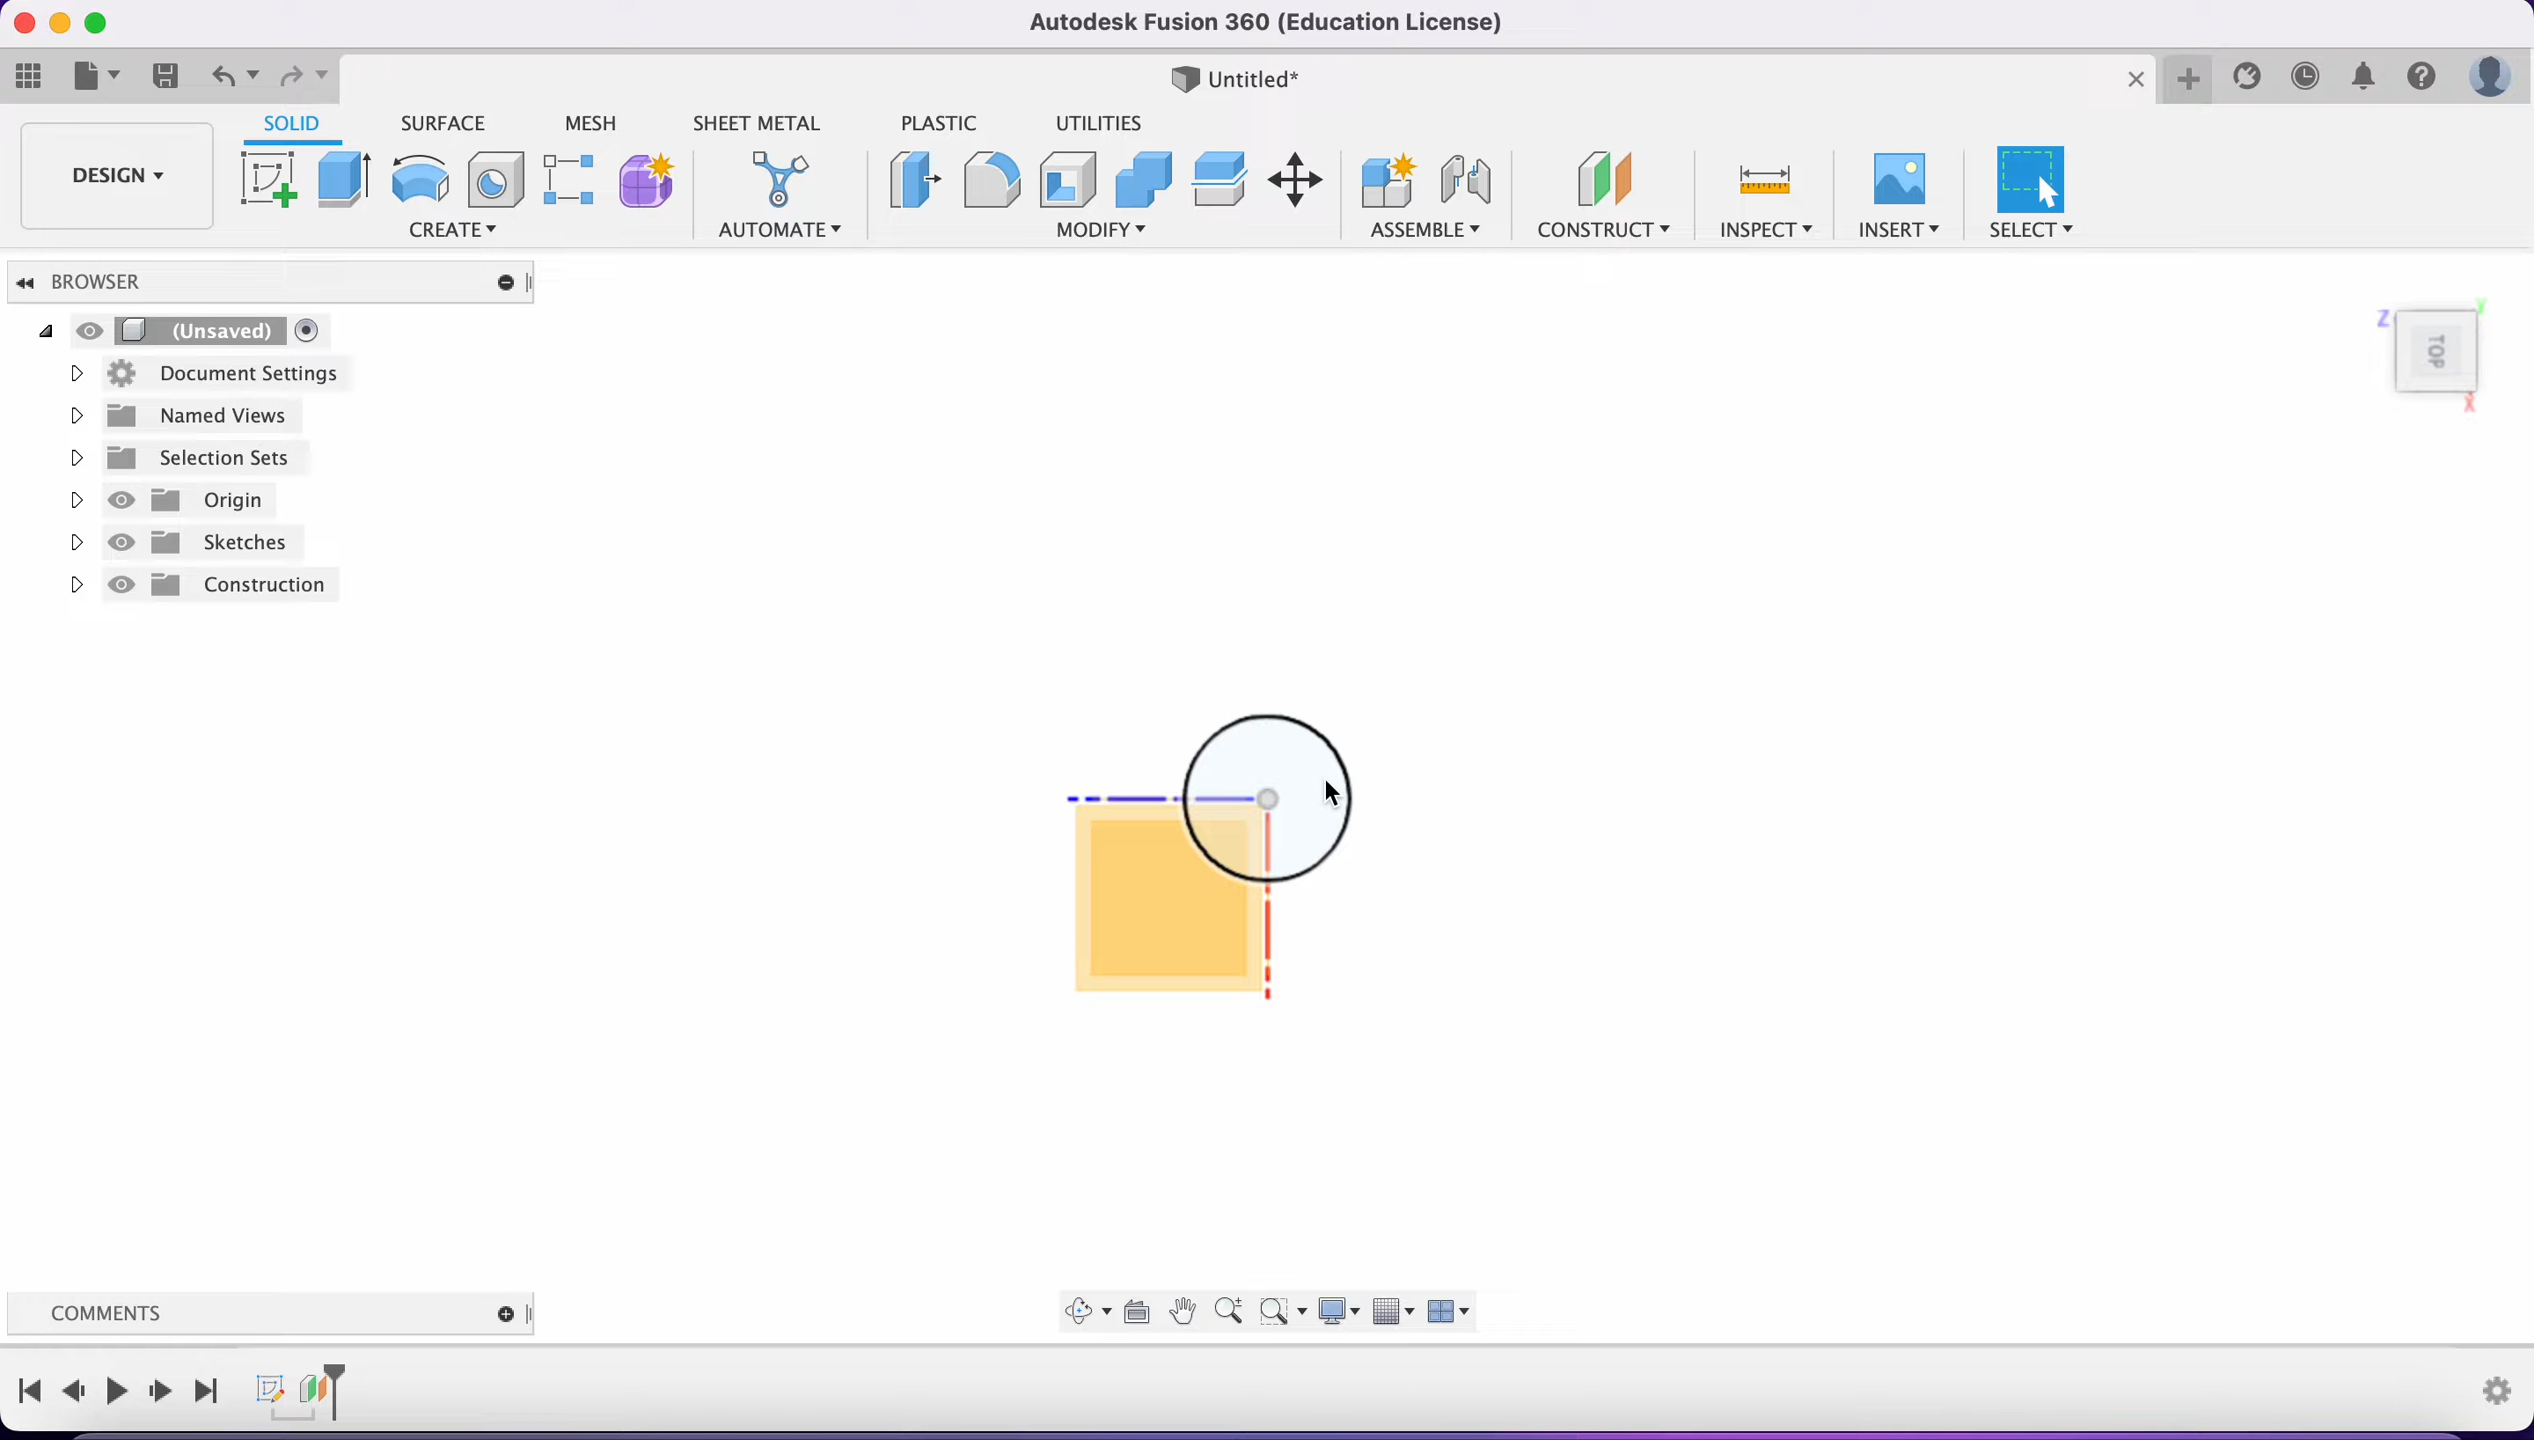 Autodesk Fusion 360 (Education License)
Untitled*
SOLID SURFACE MESH SHEET METAL PLASTIC UTILITIES
DESIGN
CREATE AUTOMATE MODIFY ASSEMBLE CONSTRUCT INSPECT INSERT SELECT
BROWSER
(Unsaved)
Document Settings
Named Views
Selection Sets
Origin
Sketches
Construction
Z Y
TOP
X
COMMENTS